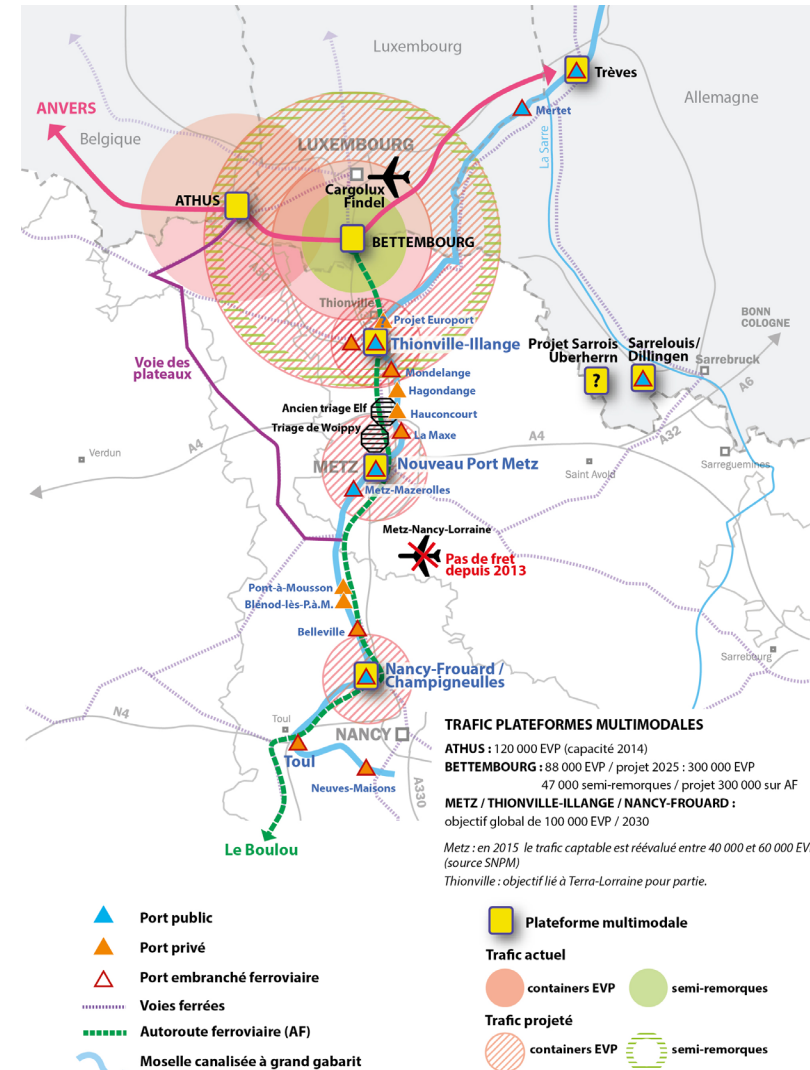 Luxembourg
Trèves
Allemagne
Mertet
La Sarre
ANVERS
Belgique
LUXEMBOURG
Cargolux
Findel
ATHUS
BETTEMBOURG
A30
Thionville
Projet Europort
Thionville-Illange
BONN
COLOGNE
Projet Sarrois
Überherrn
?
Sarrelouis/
Dillingen
Sarrebruck
A6
Voie des
plateaux
Mondelange
Hagondange
Ancien triage Elf
Hauconcourt
Triage de Woippy
La Maxe
A4
A4
A32
Verdun
METZ
Nouveau Port Metz
Saint Avold
Sarreguemines
Metz-Mazerolles
Metz-Nancy-Lorraine
Pas de fret
depuis 2013
Pont-à-Mousson
Blénod-lès-P.à.M.
Belleville
Sarrebourg
Nancy-Frouard /
Champigneulles
N4
Toul
NANCY
Toul
Neuves-Maisons
A330
Le Boulou
TRAFIC PLATEFORMES MULTIMODALES
ATHUS : 120 000 EVP (capacité 2014)
BETTEMBOURG : 88 000 EVP / projet 2025 : 300 000 EVP
47 000 semi-remorques / projet 300 000 sur AF
METZ / THIONVILLE-ILLANGE / NANCY-FROUARD :
objectif global de 100 000 EVP / 2030
Metz : en 2015 le trafic captable est réévalué entre 40 000 et 60 000 EV
(source SNPM)
Thionville : objectif lié à Terra-Lorraine pour partie.
Port public
Port privé
Port embranché ferroviaire
Voies ferrées
Autoroute ferroviaire (AF)
Moselle canalisée à grand gabarit
Plateforme multimodale
Trafic actuel
containers EVP
semi-remorques
Trafic projeté
containers EVP
semi-remorques